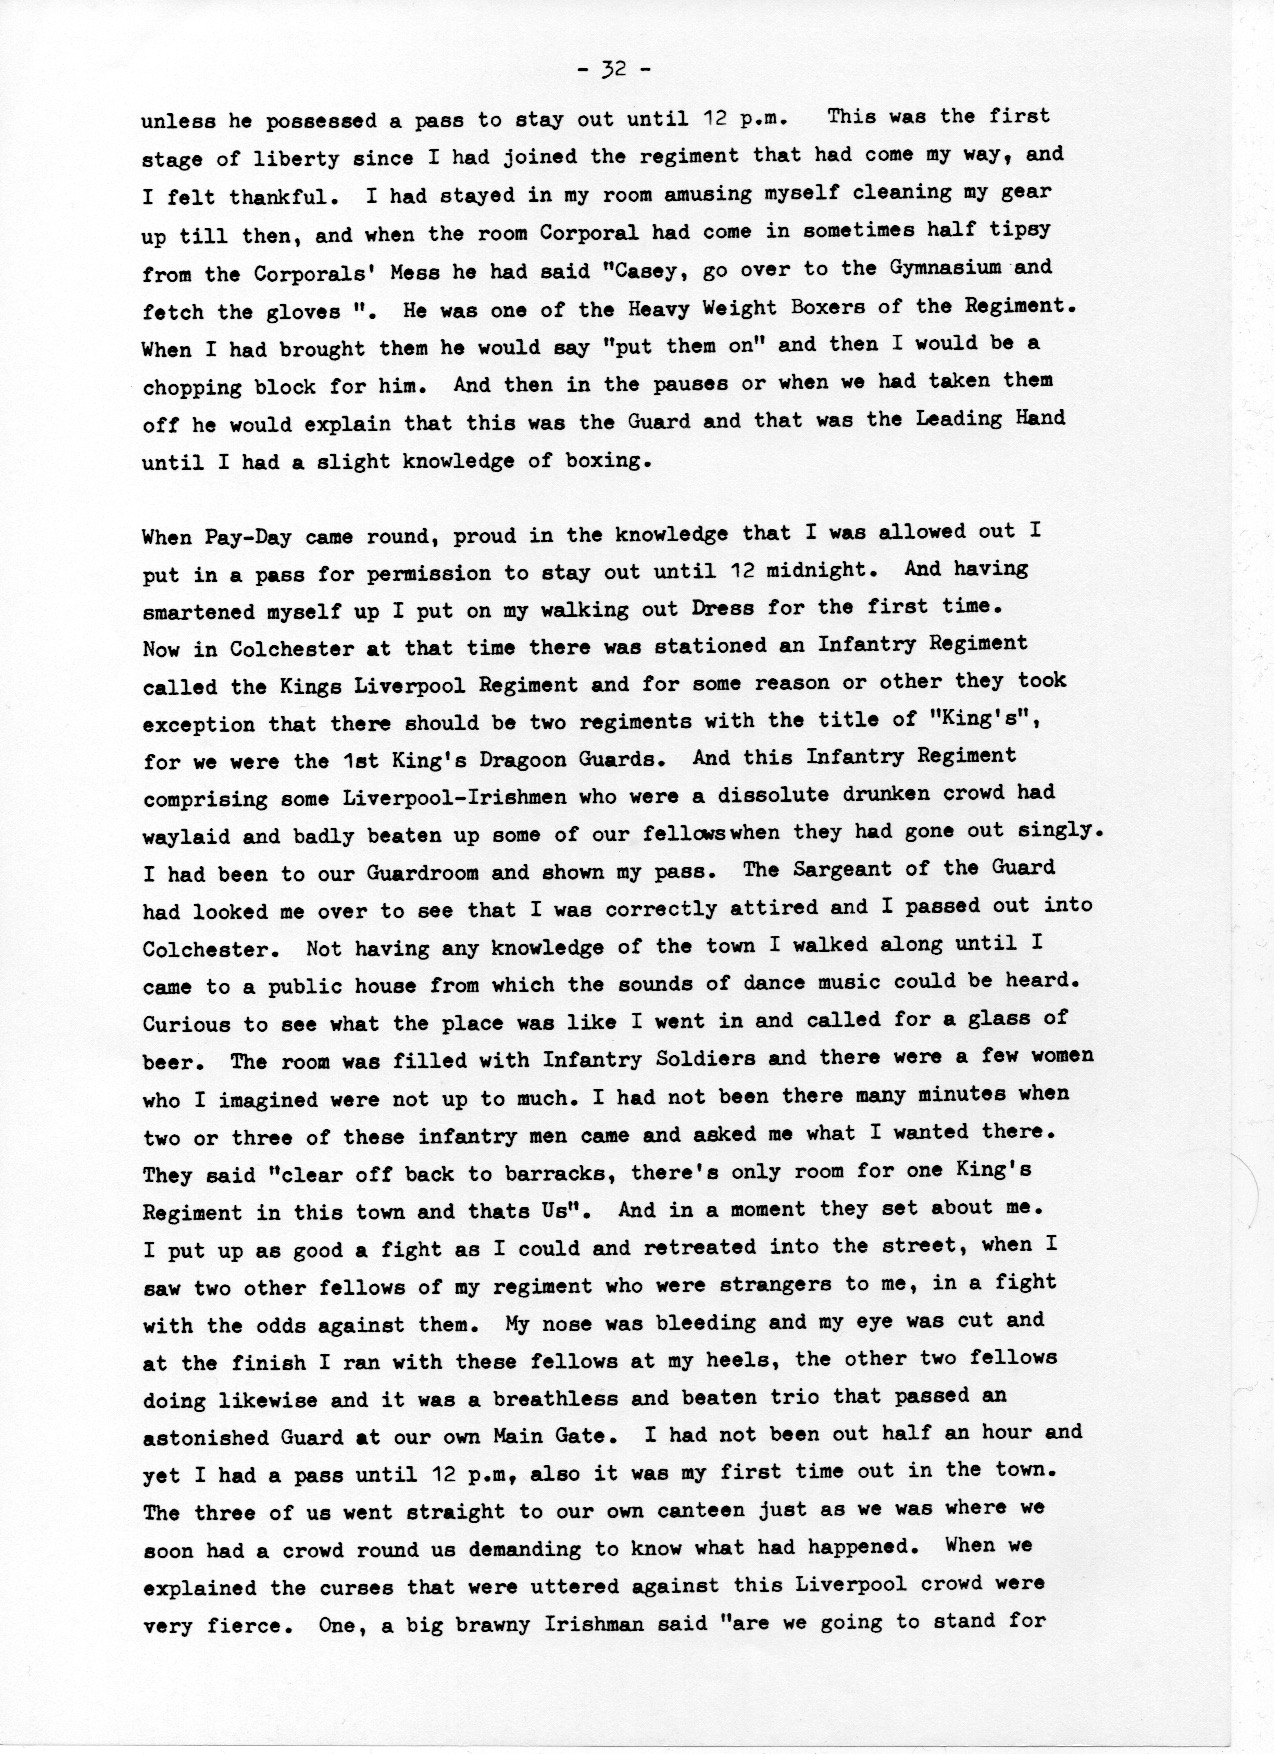 - 32 -
unless he possessed a pass to stay out until 12 p.m. This was the first
stage of liberty since I had joined the regiment that had come my way, and
I felt thankful. I had stayed in my room amusing myself cleaning my gear
up till then, and when the room Corporal had come in sometimes half tipsy
from the Corporals' Mess he had said "Casey, go over to the Gymnasium and
fetch the gloves ". He was one of the Heavy Weight Boxers of the Regiment.
When I had brought them he would say "put them on" and then I would be a
chopping block for him. And then in the pauses or when we had taken them
off he would explain that this was the Guard and that was the Leading Hand
until I had a slight knowledge of boxing.
When Pay-Day came round, proud in the knowledge that I was allowed out I
put in a pass for permission to stay out until 12 midnight. And having
smartened myself up I put on my walking out Dress for the first time.
Now in Colchester at that time there was stationed an Infantry Regiment
called the Kings Liverpool Regiment and for some reason or other they took
exception that there should be two regiments with the title of "King's",
for we were the 1st King's Dragoon Guards. And this Infantry Regiment
comprising some Liverpool-Irishmen who were a dissolute drunken crowd had
waylaid and badly beaten up some of our fellows when they had gone out singly.
I had been to our Guardroom and shown my pass. The Sargeant of the Guard
had looked me over to see that I was correctly attired and I passed out into
Colchester. Not having any knowledge of the town I walked along until I
came to a public house from which the sounds of dance music could be heard.
Curious to see what the place was like I went in and called for a glass of
beer. The room was filled with Infantry Soldiers and there were a few women
who I imagined were not up to much. I had not been there many minutes when
two or three of these infantry men came and asked me what I wanted there.
They said "clear off back to barracks, there's only room for one King's
Regiment in this town and thats Us". And in a moment they set about me.
I put up as good a fight as I could and retreated into the street, when I
saw two other fellows of my regiment who were strangers to me, in a fight
with the odds against them. My nose was bleeding and my eye was cut and
at the finish I ran with these fellows at my heels, the other two fellows
doing likewise and it was a breathless and beaten trio that passed an
astonished Guard at our own Main Gate. I had not been out half an hour and
yet I had a pass until 12 p.m, also it was my first time out in the town.
The three of us went straight to our own canteen just as we was where we
soon had a crowd round us demanding to know what had happened. When we
explained the curses that were uttered against this Liverpool crowd were
very fierce. One, a big brawny Irishman said "are we going to stand for